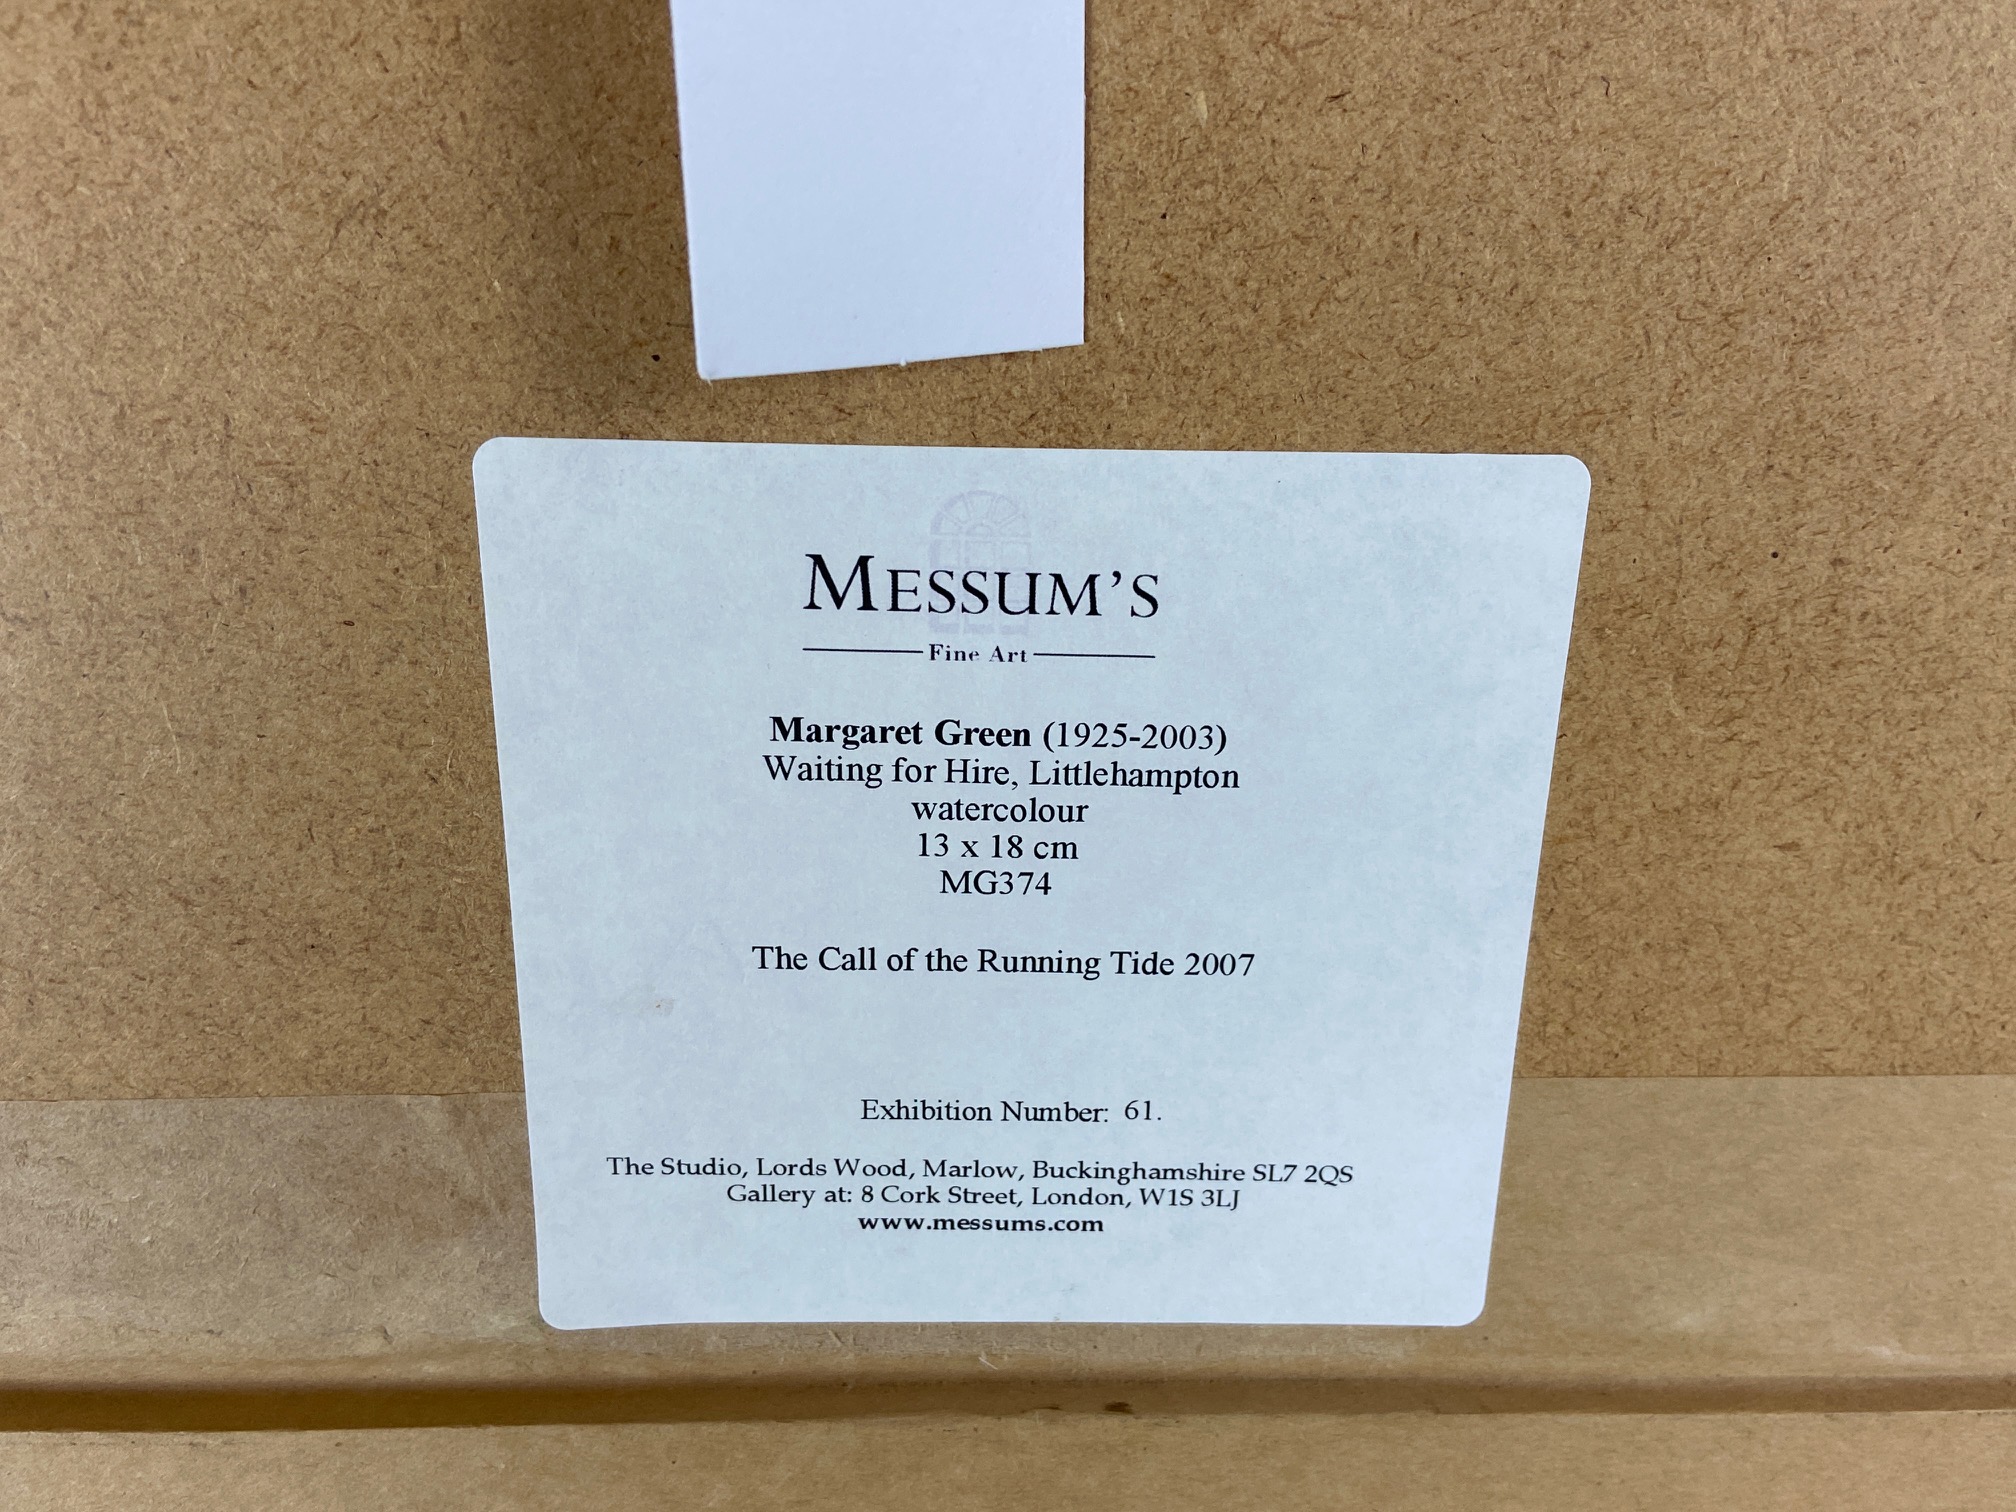 MESSUM'S
Fine Art
Margaret Green (1925-2003)
Waiting for Hire, Littlehampton
watercolour
13 x 18 cm
MG374
The Call of the Running Tide 2007
Exhibition Number: 61.
The Studio, Lords Wood, Marlow, Buckinghamshire SL7 2QS
Gallery at: 8 Cork Street, London, W1S 3LJ
www.messums.com